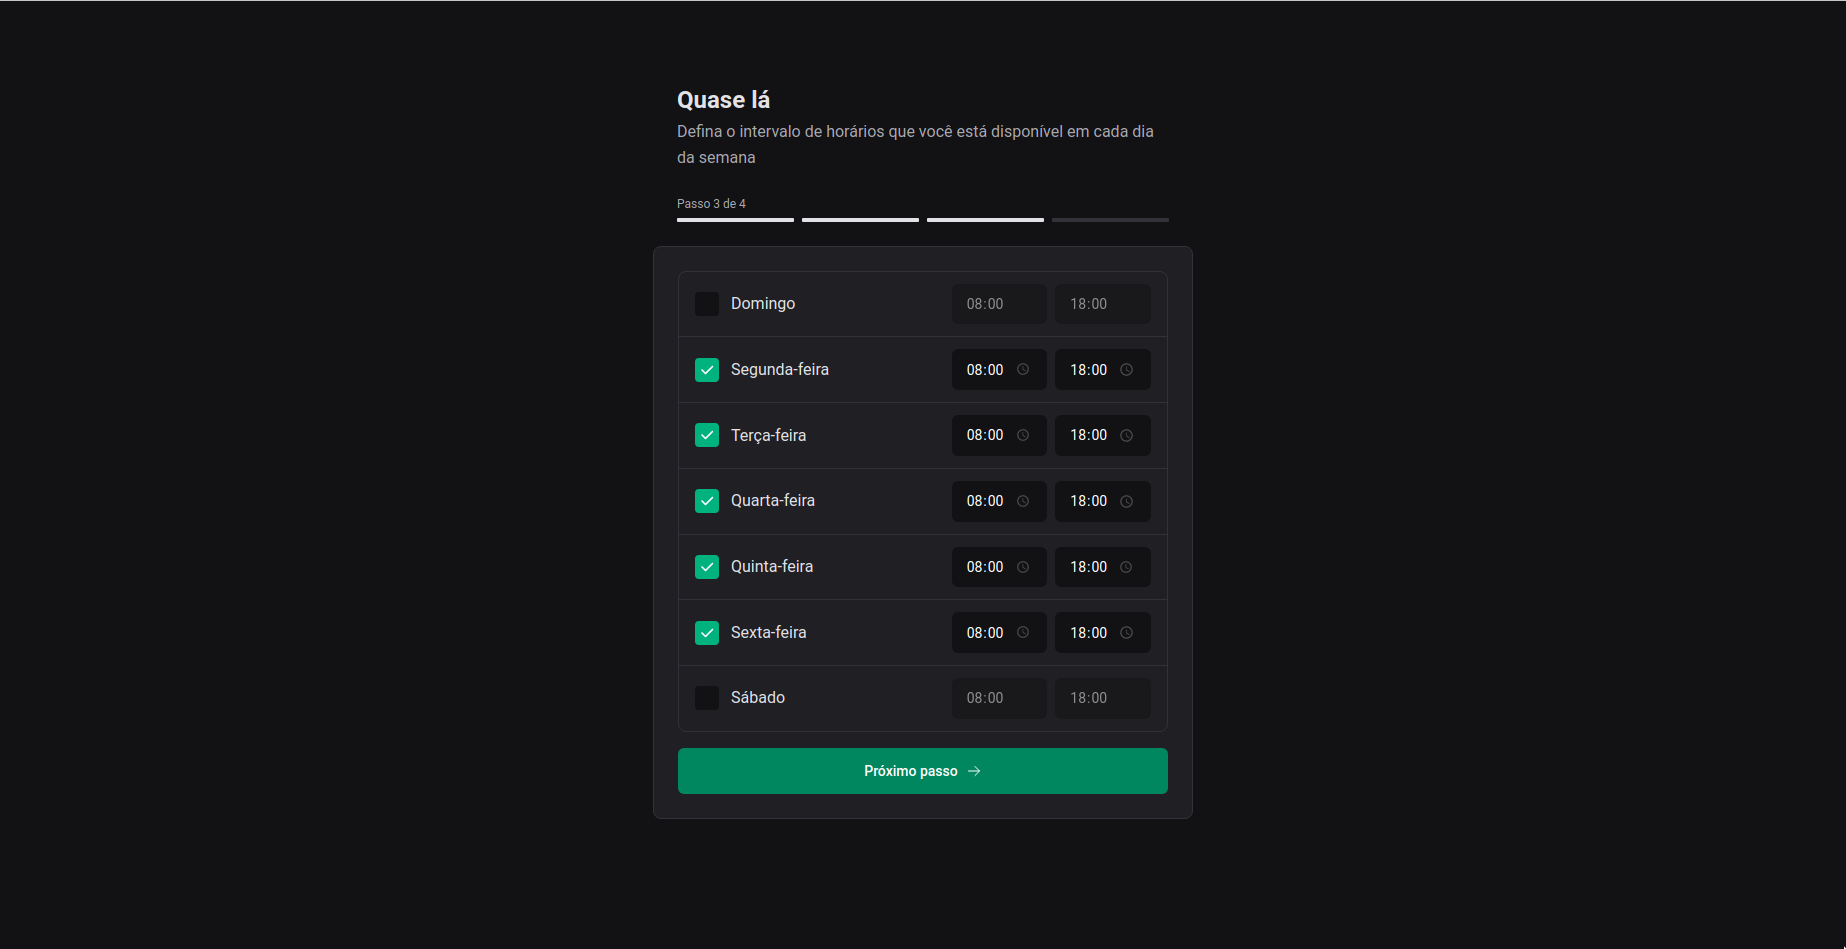 Quase lá
Defina o intervalo de horários que você está disponível em cada dia
da semana
Passo 3 de 4
Domingo 08:00 18:00
Segunda-feira 08:00 18:00
Terça-feira 08:00 18:00
Quarta-feira 08:00 18:00
Quinta-feira 08:00 18:00
Sexta-feira 08:00 18:00
Sábado 08:00 18:00
Próximo passo